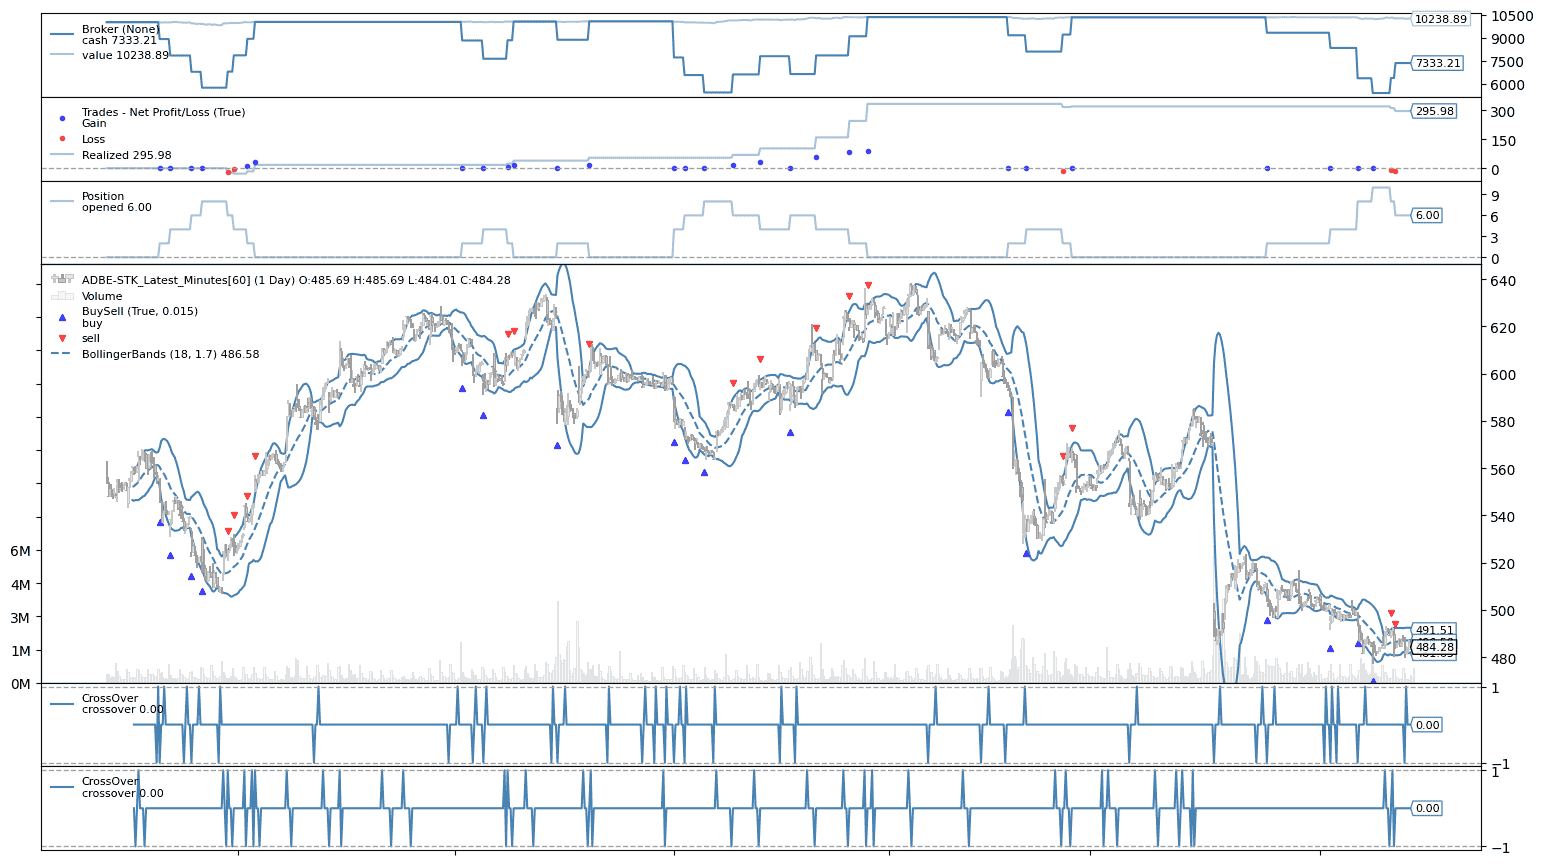 Broker (None)
cash 7333.21
value 10238.89
10500
10238.89
9000
7500
7333.21
6000
Trades - Net Profit/Loss (True)
Gain
Loss
Realized 295.98
300
295.98
150
0
Position
opened 6.00
9
6
6.00
3
0
ADBE-STK_Latest_Minutes[60] (1 Day) O:485.69 H:485.69 L:484.01 C:484.28
Volume
BuySell (True, 0.015)
buy
sell
BollingerBands (18, 1.7) 486.58
640
620
600
580
560
540
520
500
480
491.51
484.28
6M
4M
3M
1M
0M
CrossOver
crossover 0.00
1
0.00
−1
CrossOver
crossover 0.00
1
0.00
−1